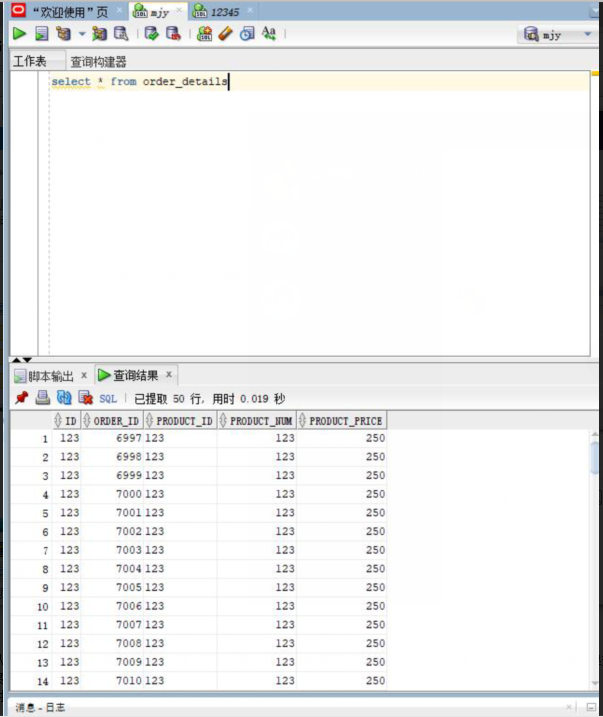 “欢迎使用”页 mjy 12345
mjy
工作表 查询构建器
select * from order_details
脚本输出 查询结果
SQL 已提取 50 行, 用时 0.019 秒
ID ORDER_ID PRODUCT_ID PRODUCT_NUM PRODUCT_PRICE
1 123 6997 123 123 250
2 123 6998 123 123 250
3 123 6999 123 123 250
4 123 7000 123 123 250
5 123 7001 123 123 250
6 123 7002 123 123 250
7 123 7003 123 123 250
8 123 7004 123 123 250
9 123 7005 123 123 250
10 123 7006 123 123 250
11 123 7007 123 123 250
12 123 7008 123 123 250
13 123 7009 123 123 250
14 123 7010 123 123 250
消息 - 日志